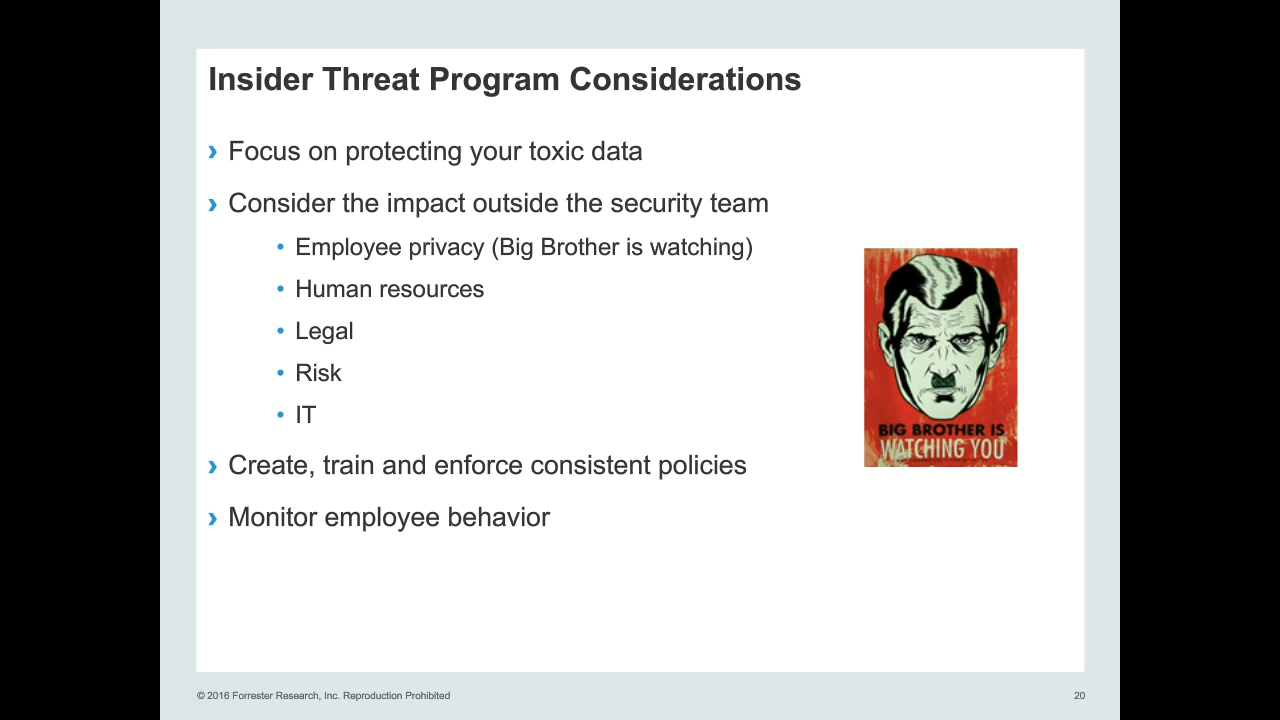 Insider Threat Program Considerations
› Focus on protecting your toxic data
› Consider the impact outside the security team
• Employee privacy (Big Brother is watching)
• Human resources
• Legal
• Risk
• IT
› Create, train and enforce consistent policies
› Monitor employee behavior
BIG BROTHER IS
WATCHING YOU
© 2016 Forrester Research, Inc. Reproduction Prohibited
20